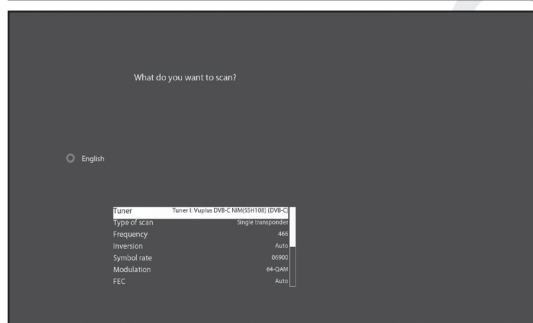 What do you want to scan?
English
Tuner Tuner I: Vuplus DVB-C NIM(SSH108) (DVB-C)
Type of scan Single transponder
Frequency 466
Inversion Auto
Symbol rate 06900
Modulation 64-QAM
FEC Auto